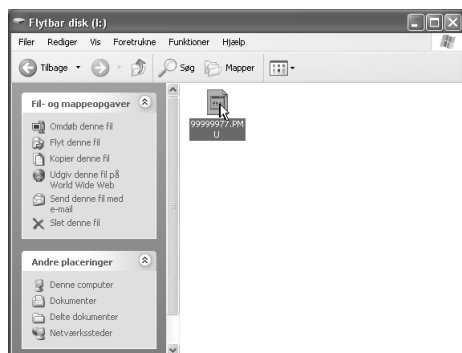 Flytbar disk (I:)
Filer Rediger Vis Foretrukne Funktioner Hjælp
Tilbage Søg Mapper
Fil- og mappeopgaver
Omdøb denne fil
Flyt denne fil
Kopier denne fil
Udgiv denne fil på
World Wide Web
Send denne fil med
e-mail
Slet denne fil
Andre placeringer
Denne computer
Dokumenter
Delte dokumenter
Netværkssteder
99999977.PM
U